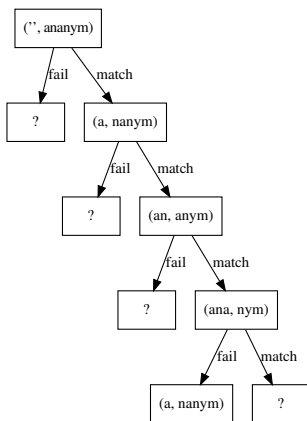 (’’, ananym)
fail match
? (a, nanym)
fail match
? (an, anym)
fail match
? (ana, nym)
fail match
(a, nanym) ?